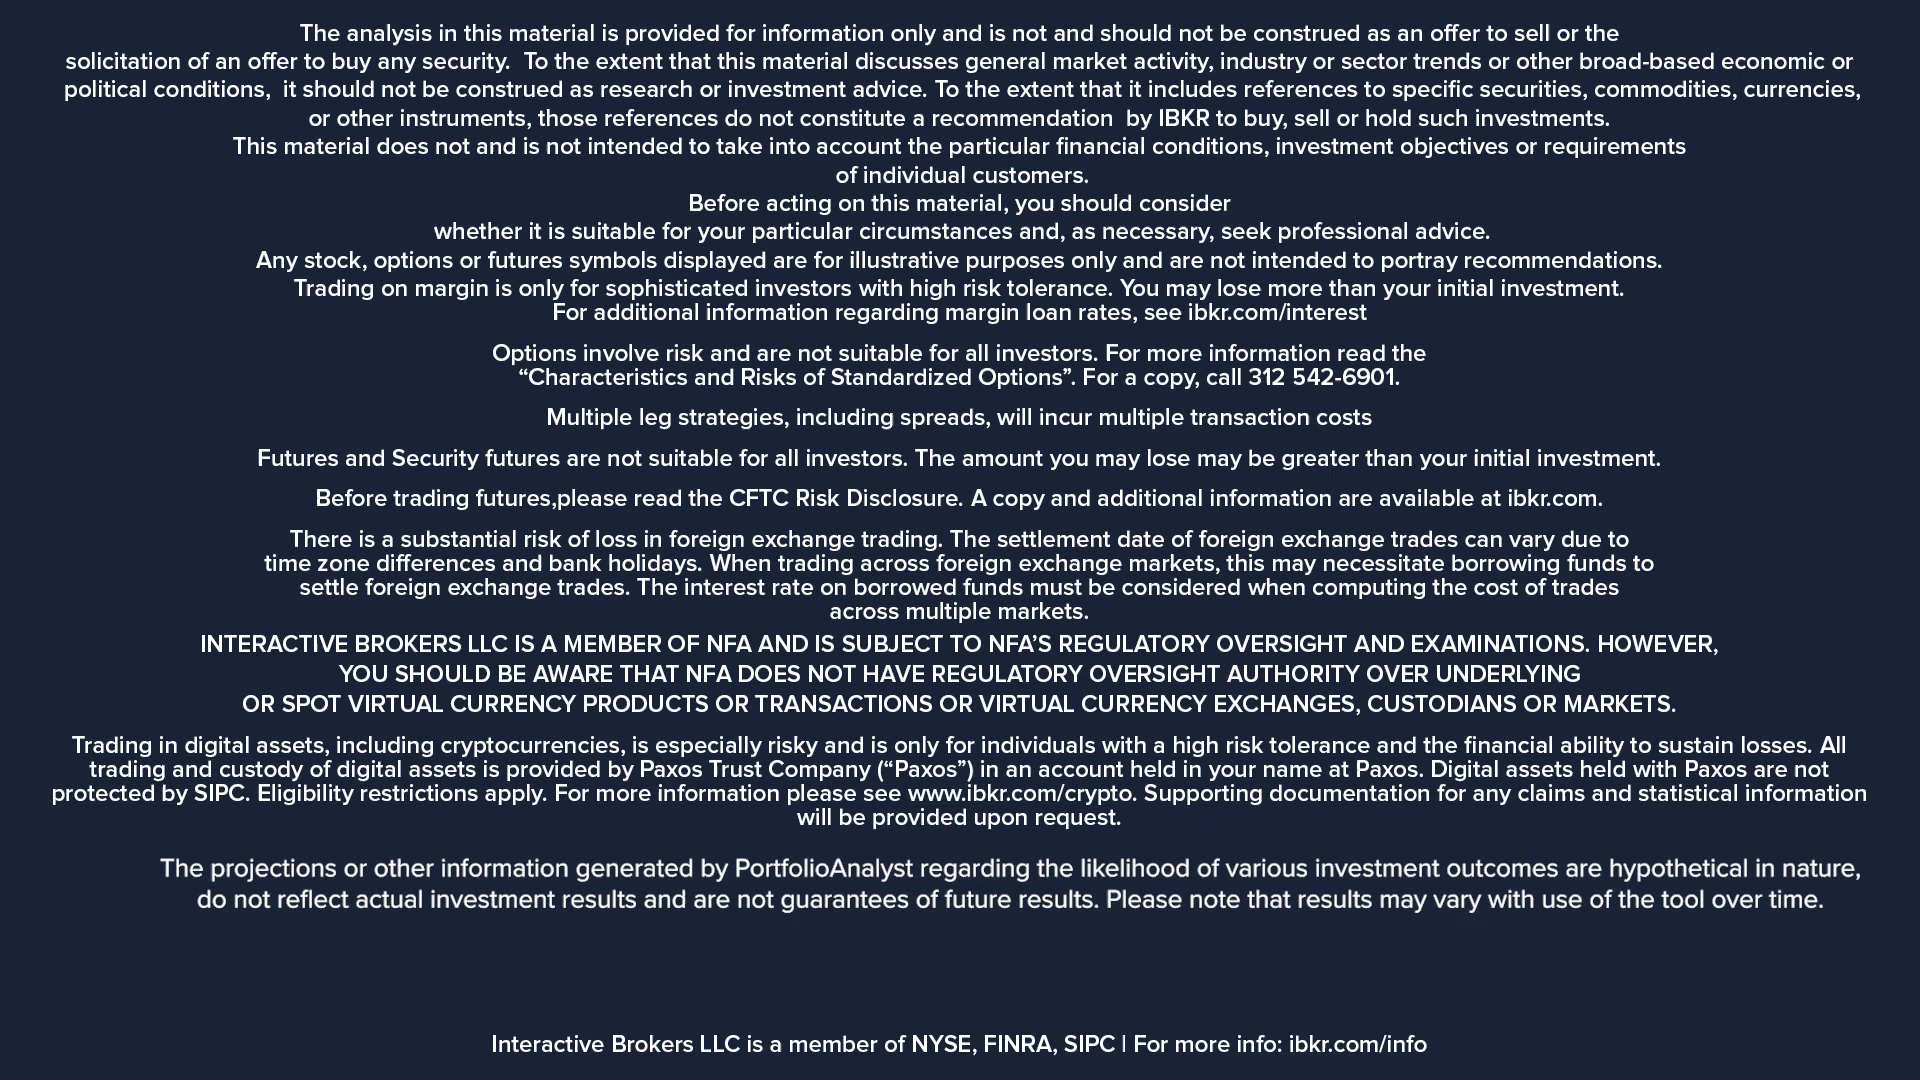 The analysis in this material is provided for information only and is not and should not be construed as an offer to sell or the
solicitation of an offer to buy any security.  To the extent that this material discusses general market activity, industry or sector trends or other broad-based economic or
political conditions,  it should not be construed as research or investment advice. To the extent that it includes references to specific securities, commodities, currencies,
or other instruments, those references do not constitute a recommendation  by IBKR to buy, sell or hold such investments.
This material does not and is not intended to take into account the particular financial conditions, investment objectives or requirements
of individual customers.
Before acting on this material, you should consider
whether it is suitable for your particular circumstances and, as necessary, seek professional advice.
Any stock, options or futures symbols displayed are for illustrative purposes only and are not intended to portray recommendations.
Trading on margin is only for sophisticated investors with high risk tolerance. You may lose more than your initial investment.
For additional information regarding margin loan rates, see ibkr.com/interest
Options involve risk and are not suitable for all investors. For more information read the
“Characteristics and Risks of Standardized Options”. For a copy, call 312 542-6901.
Multiple leg strategies, including spreads, will incur multiple transaction costs
Futures and Security futures are not suitable for all investors. The amount you may lose may be greater than your initial investment.
Before trading futures,please read the CFTC Risk Disclosure. A copy and additional information are available at ibkr.com.
There is a substantial risk of loss in foreign exchange trading. The settlement date of foreign exchange trades can vary due to
time zone differences and bank holidays. When trading across foreign exchange markets, this may necessitate borrowing funds to
settle foreign exchange trades. The interest rate on borrowed funds must be considered when computing the cost of trades
across multiple markets.
INTERACTIVE BROKERS LLC IS A MEMBER OF NFA AND IS SUBJECT TO NFA’S REGULATORY OVERSIGHT AND EXAMINATIONS. HOWEVER,
YOU SHOULD BE AWARE THAT NFA DOES NOT HAVE REGULATORY OVERSIGHT AUTHORITY OVER UNDERLYING
OR SPOT VIRTUAL CURRENCY PRODUCTS OR TRANSACTIONS OR VIRTUAL CURRENCY EXCHANGES, CUSTODIANS OR MARKETS.
Trading in digital assets, including cryptocurrencies, is especially risky and is only for individuals with a high risk tolerance and the financial ability to sustain losses. All
trading and custody of digital assets is provided by Paxos Trust Company (“Paxos”) in an account held in your name at Paxos. Digital assets held with Paxos are not
protected by SIPC. Eligibility restrictions apply. For more information please see www.ibkr.com/crypto. Supporting documentation for any claims and statistical information
will be provided upon request.
The projections or other information generated by PortfolioAnalyst regarding the likelihood of various investment outcomes are hypothetical in nature,
do not reflect actual investment results and are not guarantees of future results. Please note that results may vary with use of the tool over time.
Interactive Brokers LLC is a member of NYSE, FINRA, SIPC | For more info: ibkr.com/info